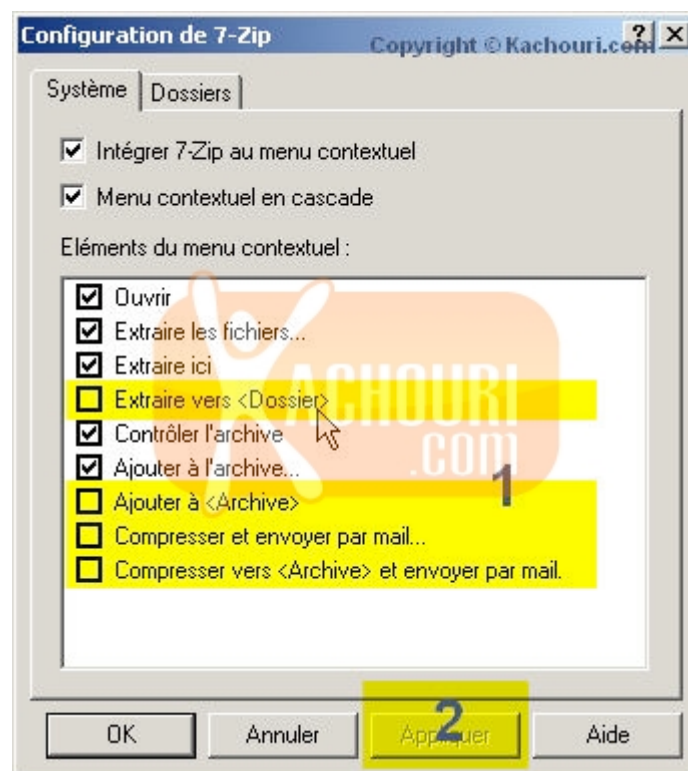 Configuration de 7-Zip
Copyright © Kachouri.com
Système Dossiers
Intégrer 7-Zip au menu contextuel
Menu contextuel en cascade
Eléments du menu contextuel :
Ouvrir
Extraire les fichiers...
Extraire ici
Extraire vers <Dossier>
Contrôler l'archive
Ajouter à l'archive...
Ajouter à <Archive>
Compresser et envoyer par mail...
Compresser vers <Archive> et envoyer par mail.
KACHOURI
.com
1
2
OK Annuler Appliquer Aide